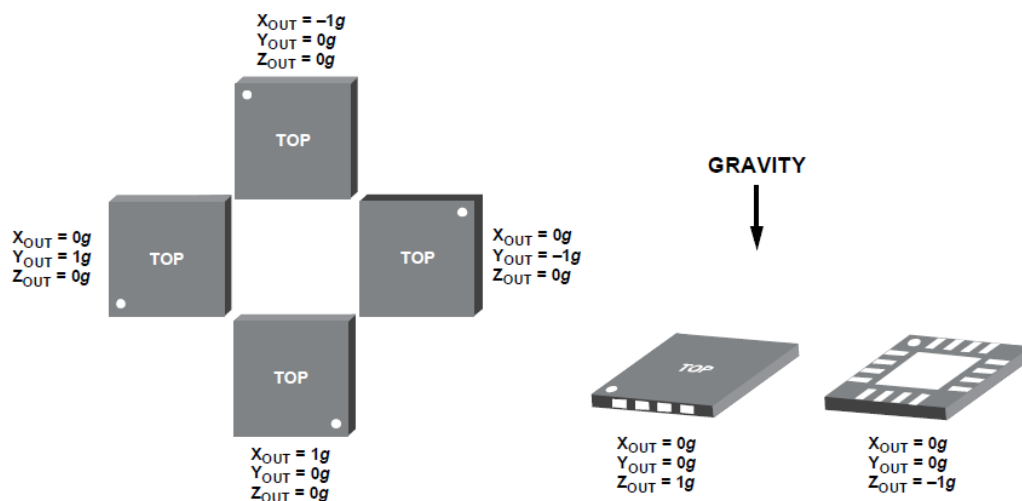 XOUT = –1g
YOUT = 0g
ZOUT = 0g
TOP
XOUT = 0g
YOUT = 1g
ZOUT = 0g
TOP
TOP
XOUT = 0g
YOUT = –1g
ZOUT = 0g
TOP
XOUT = 1g
YOUT = 0g
ZOUT = 0g
GRAVITY
TOP
XOUT = 0g
YOUT = 0g
ZOUT = 1g
XOUT = 0g
YOUT = 0g
ZOUT = –1g